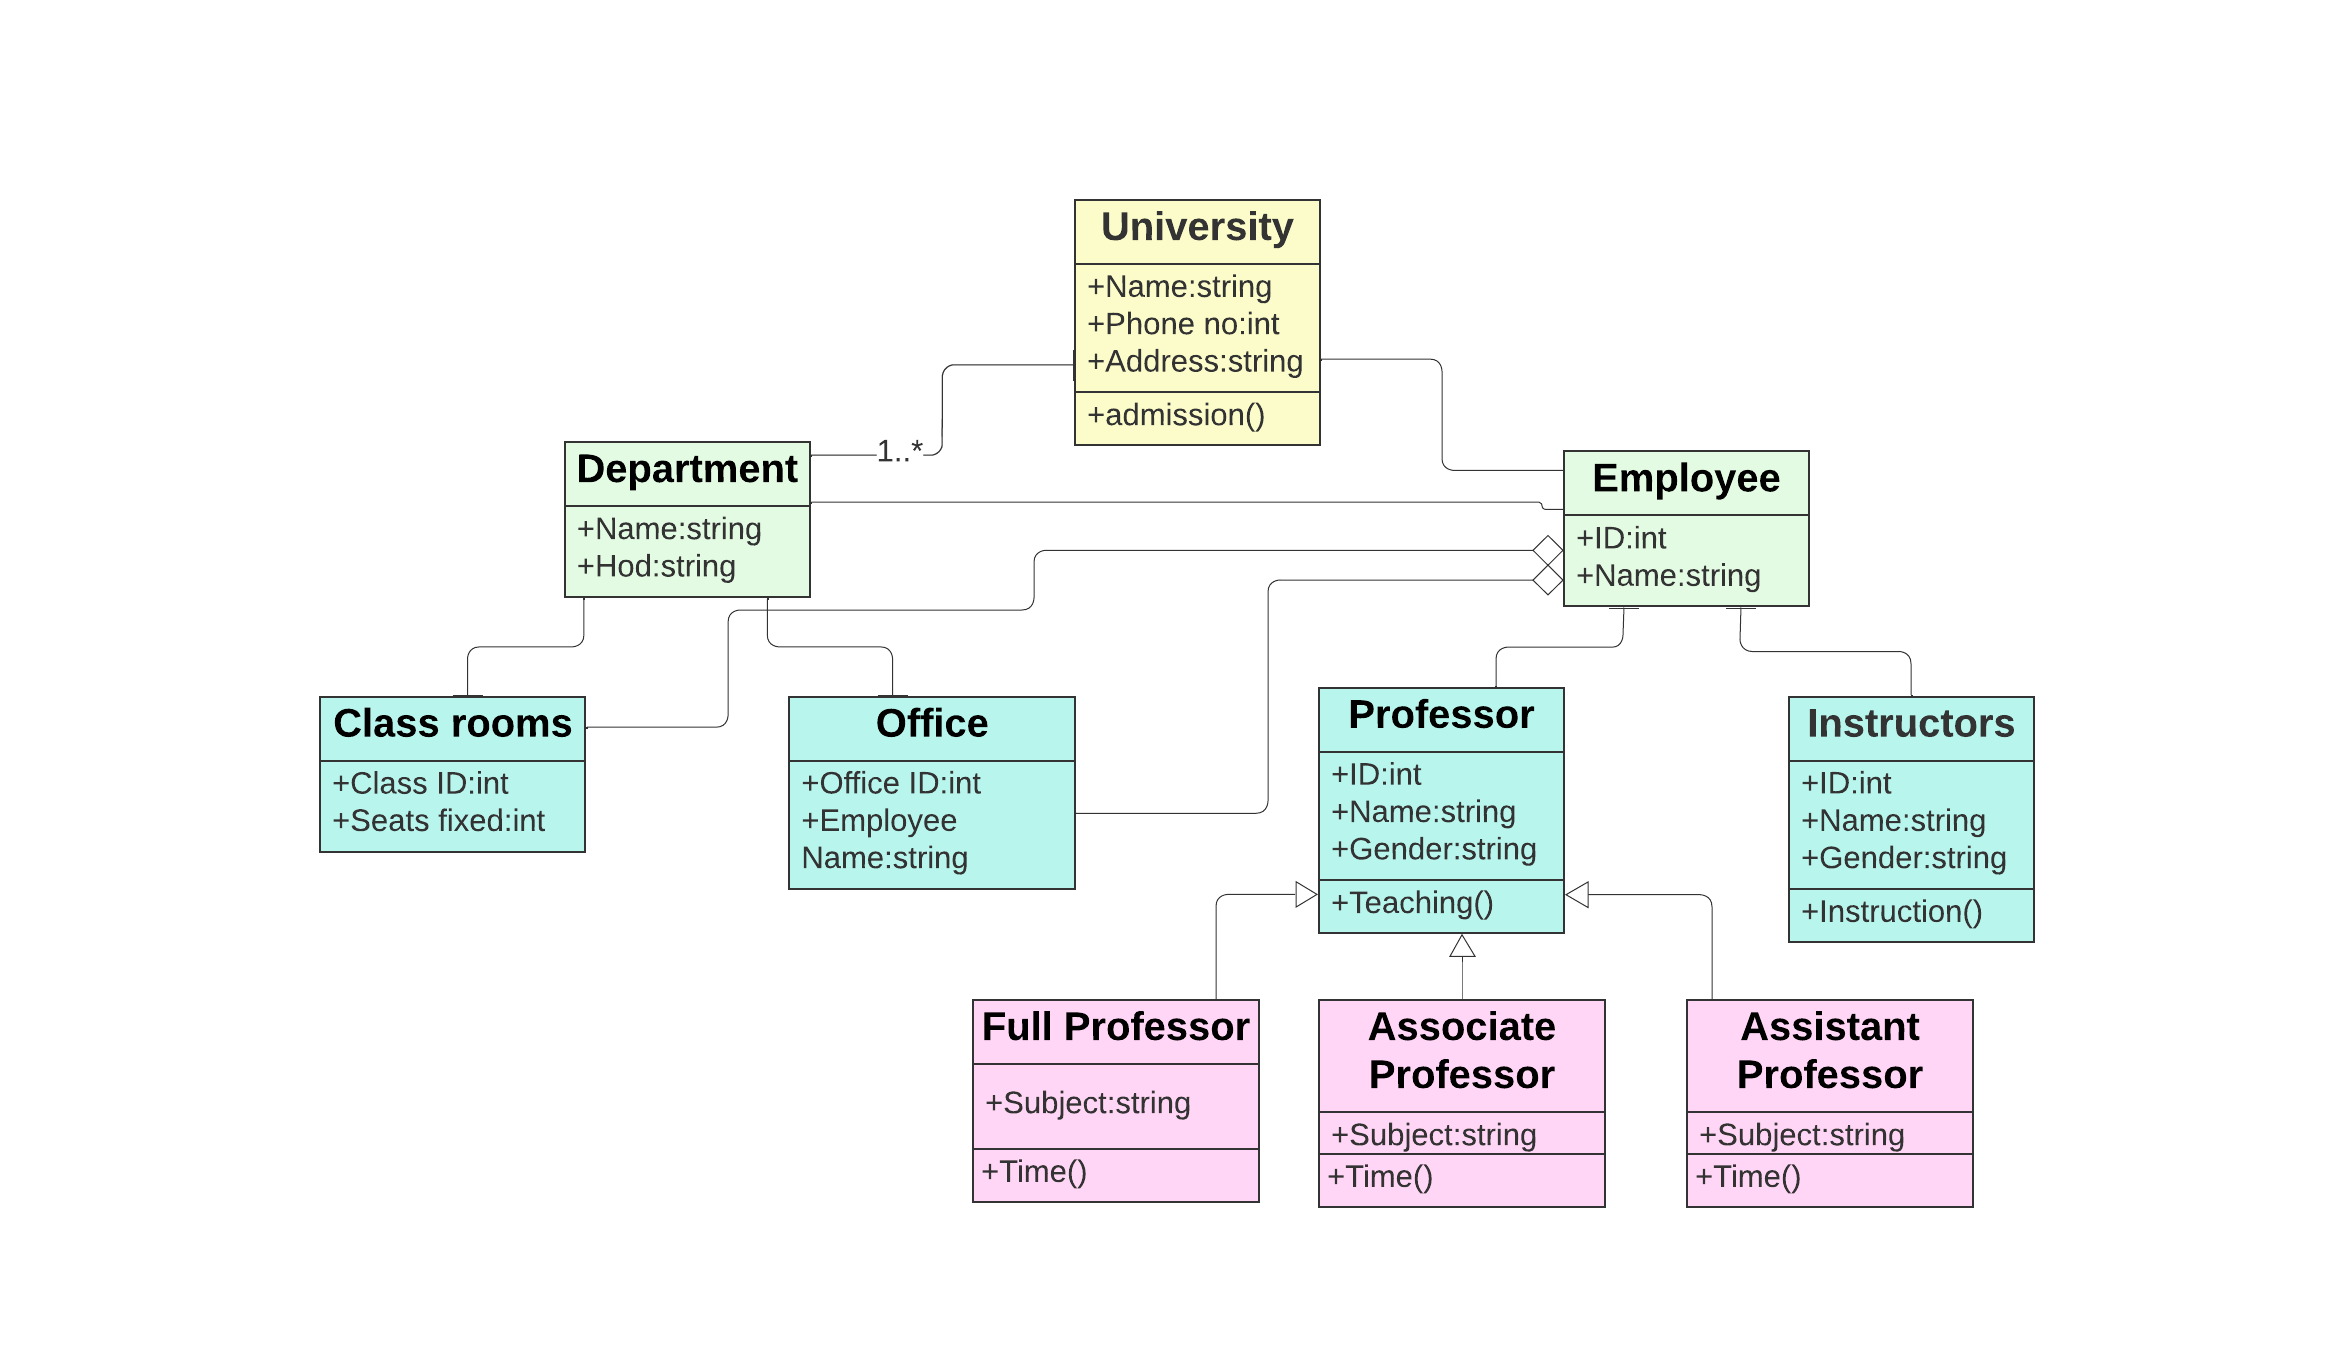 University
+Name:string
+Phone no:int
+Address:string
+admission()
1..*
Department
+Name:string
+Hod:string
Employee
+ID:int
+Name:string
Class rooms
+Class ID:int
+Seats fixed:int
Office
+Office ID:int
+Employee
Name:string
Professor
+ID:int
+Name:string
+Gender:string
+Teaching()
Instructors
+ID:int
+Name:string
+Gender:string
+Instruction()
Full Professor
+Subject:string
+Time()
Associate
Professor
+Subject:string
+Time()
Assistant
Professor
+Subject:string
+Time()